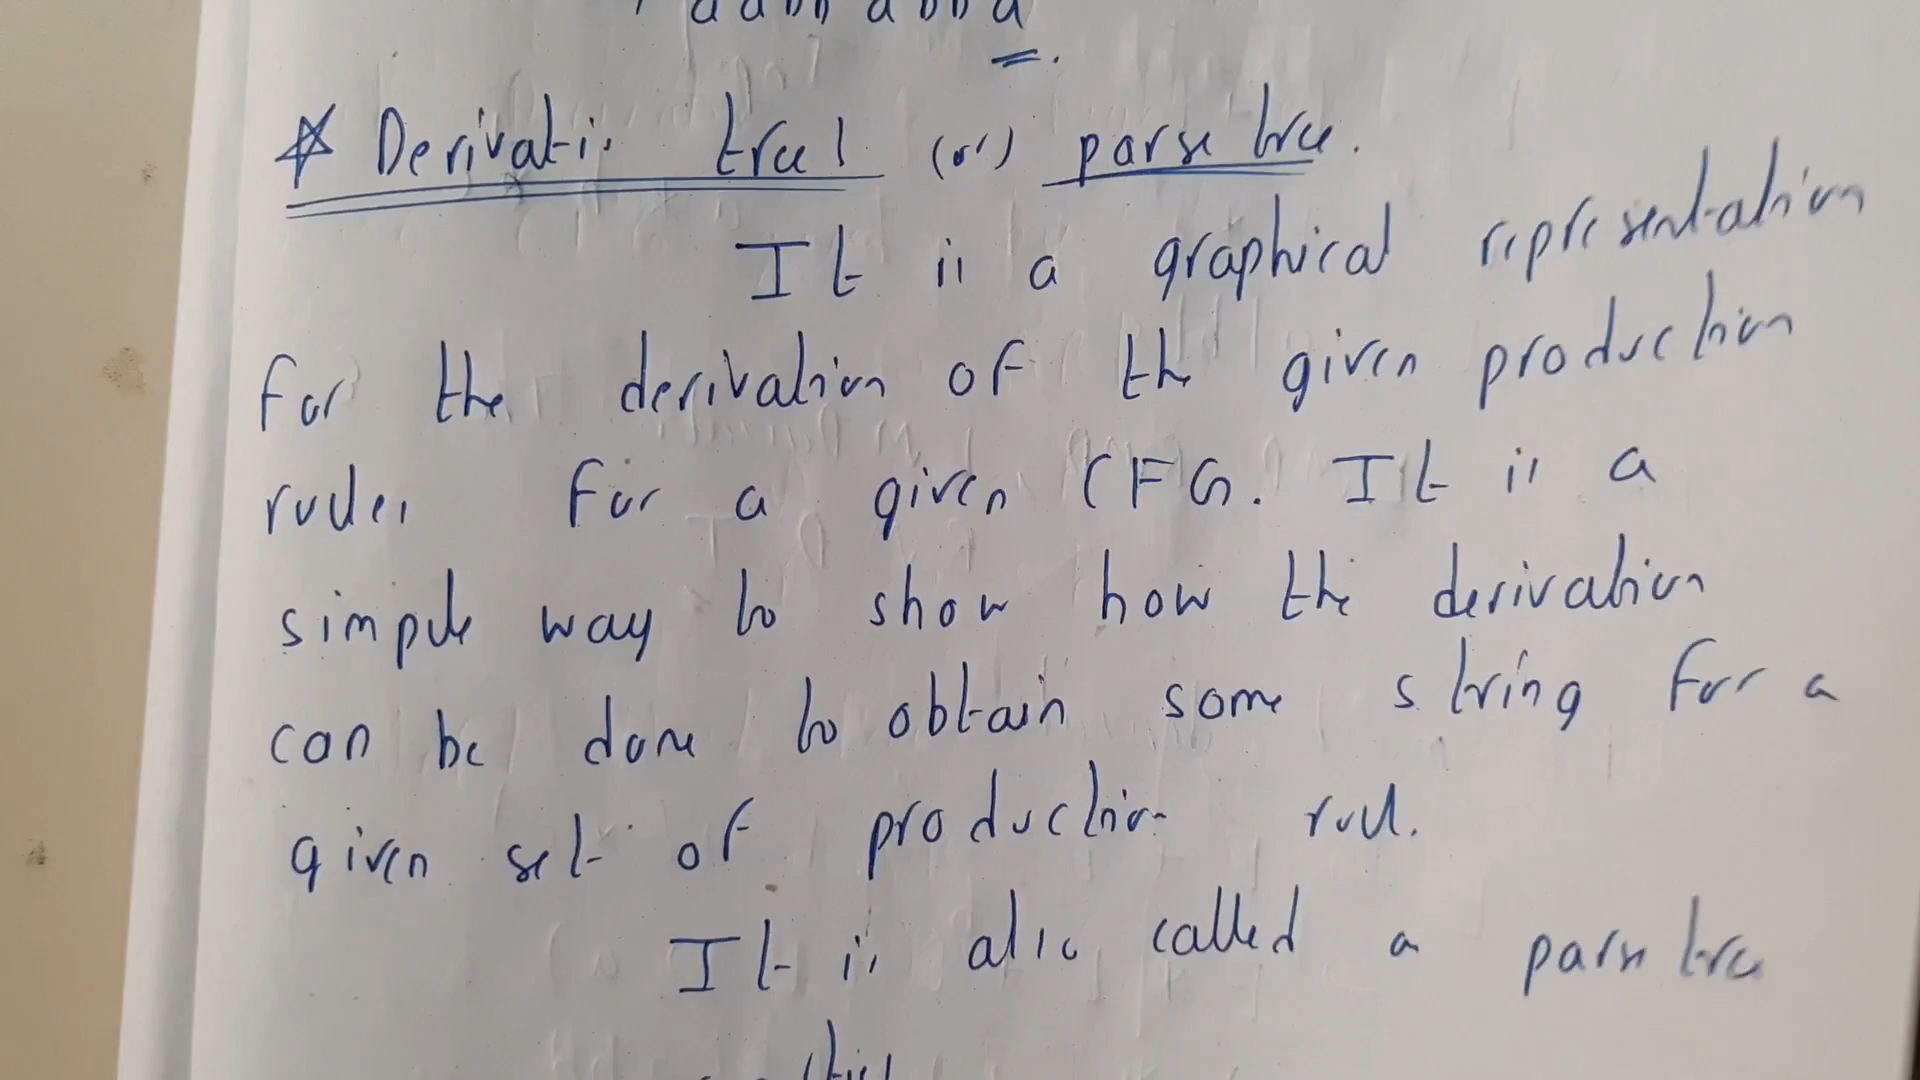 aabbabba
* Derivati. tree! (or) parse tree.
It is a graphical representation
for the derivation of the given production
rules for a given CFG. It is a
simple way to show how the derivation
can be done to obtain some string for a
given set of production rule.
It is also called a parse tree